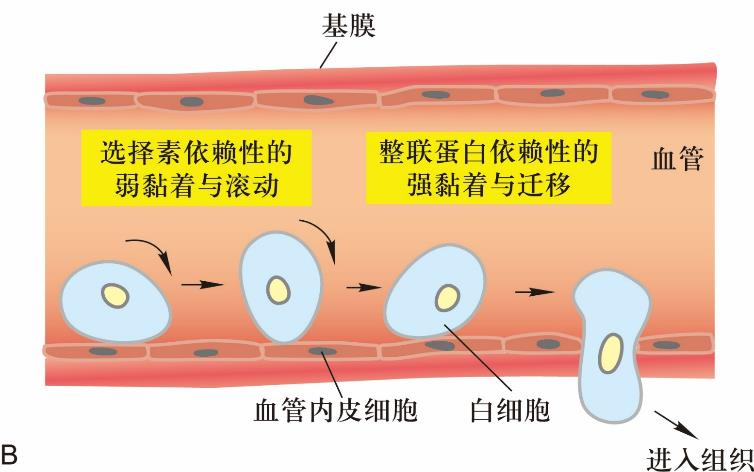 基膜
选择素依赖性的
弱黏着与滚动
整联蛋白依赖性的
强黏着与迁移
血管
血管内皮细胞
白细胞
进入组织
B